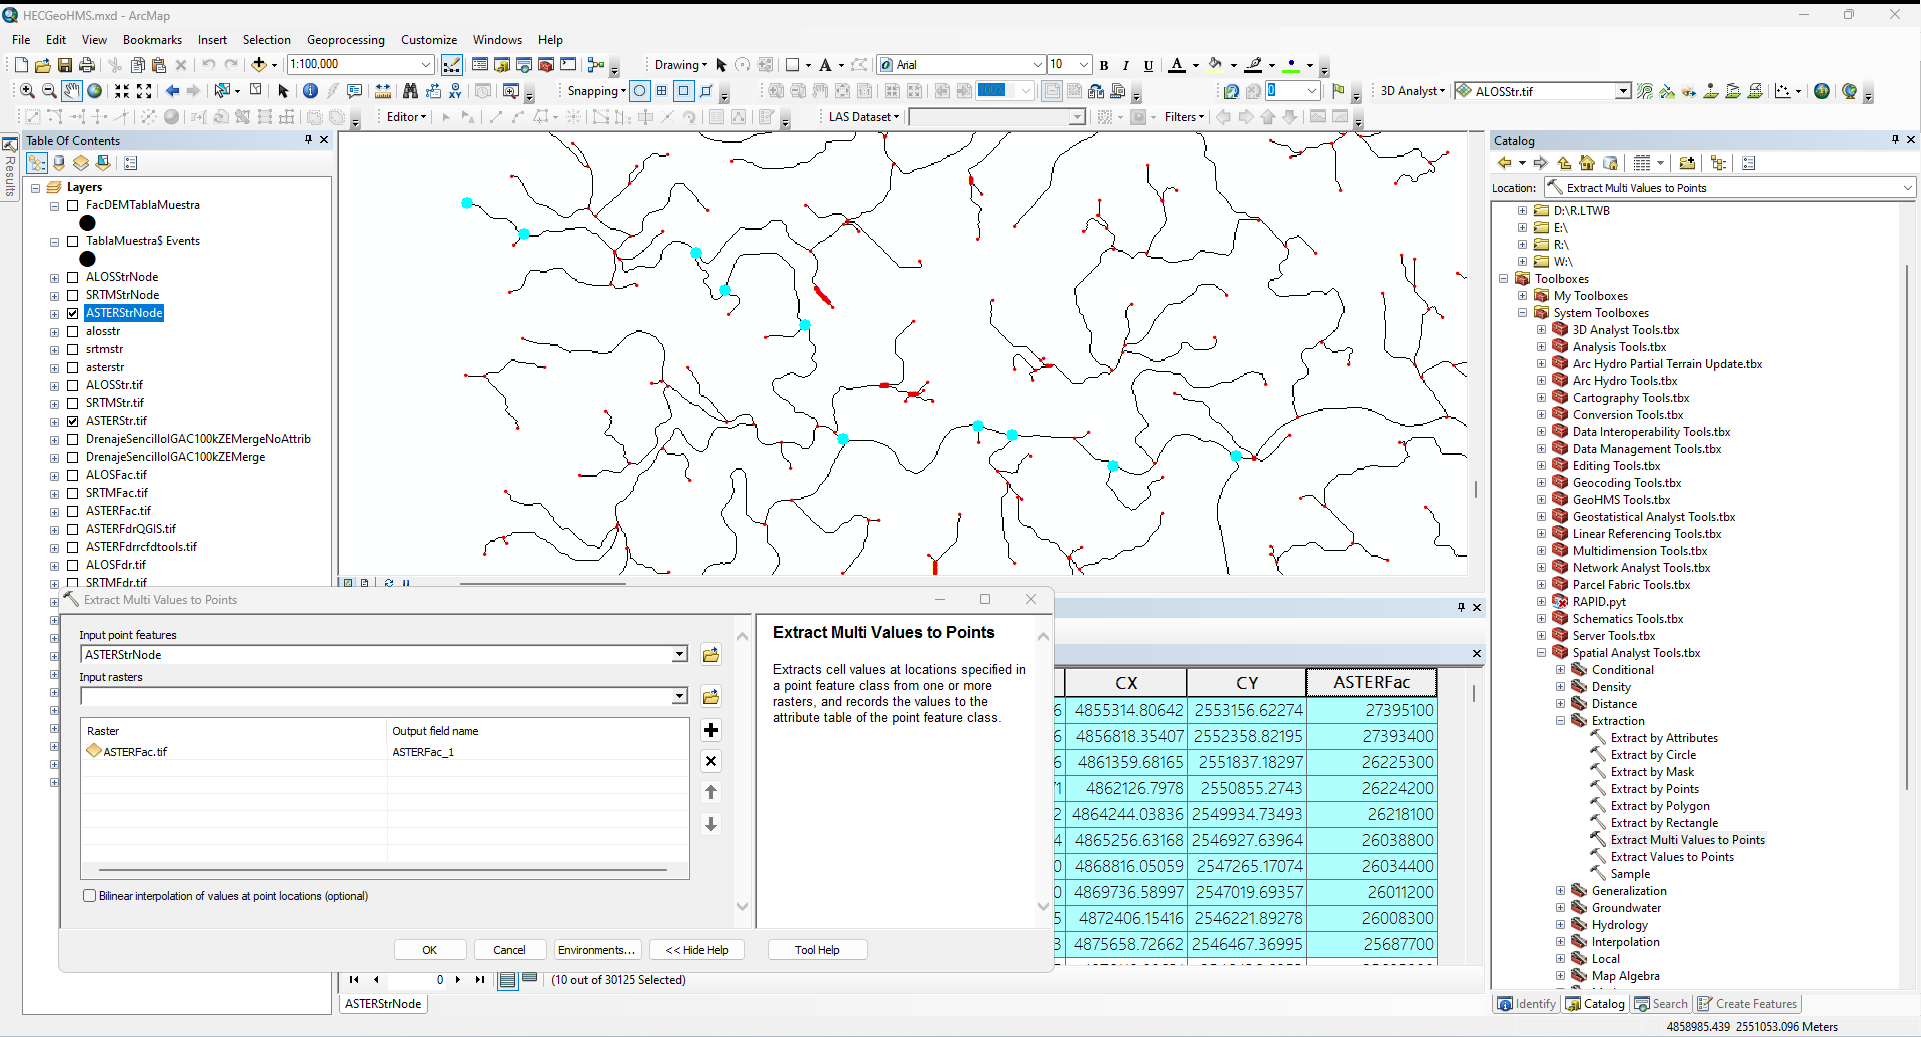 HECGeoHMS.mxd - ArcMap
File Edit View Bookmarks Insert Selection Geoprocessing Customize Windows Help
1:100,000
Drawing
A
Arial
10
B I U A
Snapping
100%
0
3D Analyst
ALOSStr.tif
Editor
LAS Dataset
Filters
Results
Table Of Contents
Layers
FacDEMTablaMuestra
TablaMuestra$ Events
ALOSStrNode
SRTMStrNode
ASTERStrNode
alosstr
srtmstr
asterstr
ALOSStr.tif
SRTMStr.tif
ASTERStr.tif
DrenajeSencilloIGAC100kZEMergeNoAttrib
DrenajeSencilloIGAC100kZEMerge
ALOSFac.tif
SRTMFac.tif
ASTERFac.tif
ASTERFdrQGIS.tif
ASTERFdrrcfdtools.tif
ALOSFdr.tif
SRTMFdr.tif
Catalog
Location: Extract Multi Values to Points
D:\R.LTWB
E:\
R:\
W:\
Toolboxes
My Toolboxes
System Toolboxes
3D Analyst Tools.tbx
Analysis Tools.tbx
Arc Hydro Partial Terrain Update.tbx
Arc Hydro Tools.tbx
Cartography Tools.tbx
Conversion Tools.tbx
Data Interoperability Tools.tbx
Data Management Tools.tbx
Editing Tools.tbx
Geocoding Tools.tbx
GeoHMS Tools.tbx
Geostatistical Analyst Tools.tbx
Linear Referencing Tools.tbx
Multidimension Tools.tbx
Network Analyst Tools.tbx
Parcel Fabric Tools.tbx
RAPID.pyt
Schematics Tools.tbx
Server Tools.tbx
Spatial Analyst Tools.tbx
Conditional
Density
Distance
Extraction
Extract by Attributes
Extract by Circle
Extract by Mask
Extract by Points
Extract by Polygon
Extract by Rectangle
Extract Multi Values to Points
Extract Values to Points
Sample
Generalization
Groundwater
Hydrology
Interpolation
Local
Map Algebra
Identify Catalog Search Create Features
Extract Multi Values to Points
Input point features
ASTERStrNode
Input rasters
Raster Output field name
ASTERFac.tif ASTERFac_1
Bilinear interpolation of values at point locations (optional)
OK Cancel Environments... << Hide Help Tool Help
Extract Multi Values to Points
Extracts cell values at locations specified in
a point feature class from one or more
rasters, and records the values to the
attribute table of the point feature class.
CX CY ASTERFac
6 4855314.80642 2553156.62274 27395100
6 4856818.35407 2552358.82195 27393400
6 4861359.68165 2551837.18297 26225300
1 4862126.7978 2550855.2743 26224200
2 4864244.03836 2549934.73493 26218100
4 4865256.63168 2546927.63964 26038800
0 4868816.05059 2547265.17074 26034400
0 4869736.58997 2547019.69357 26011200
5 4872406.15416 2546221.89278 26008300
3 4875658.72662 2546467.36995 25687700
0 (10 out of 30125 Selected)
ASTERStrNode
4858985.439 2551053.096 Meters